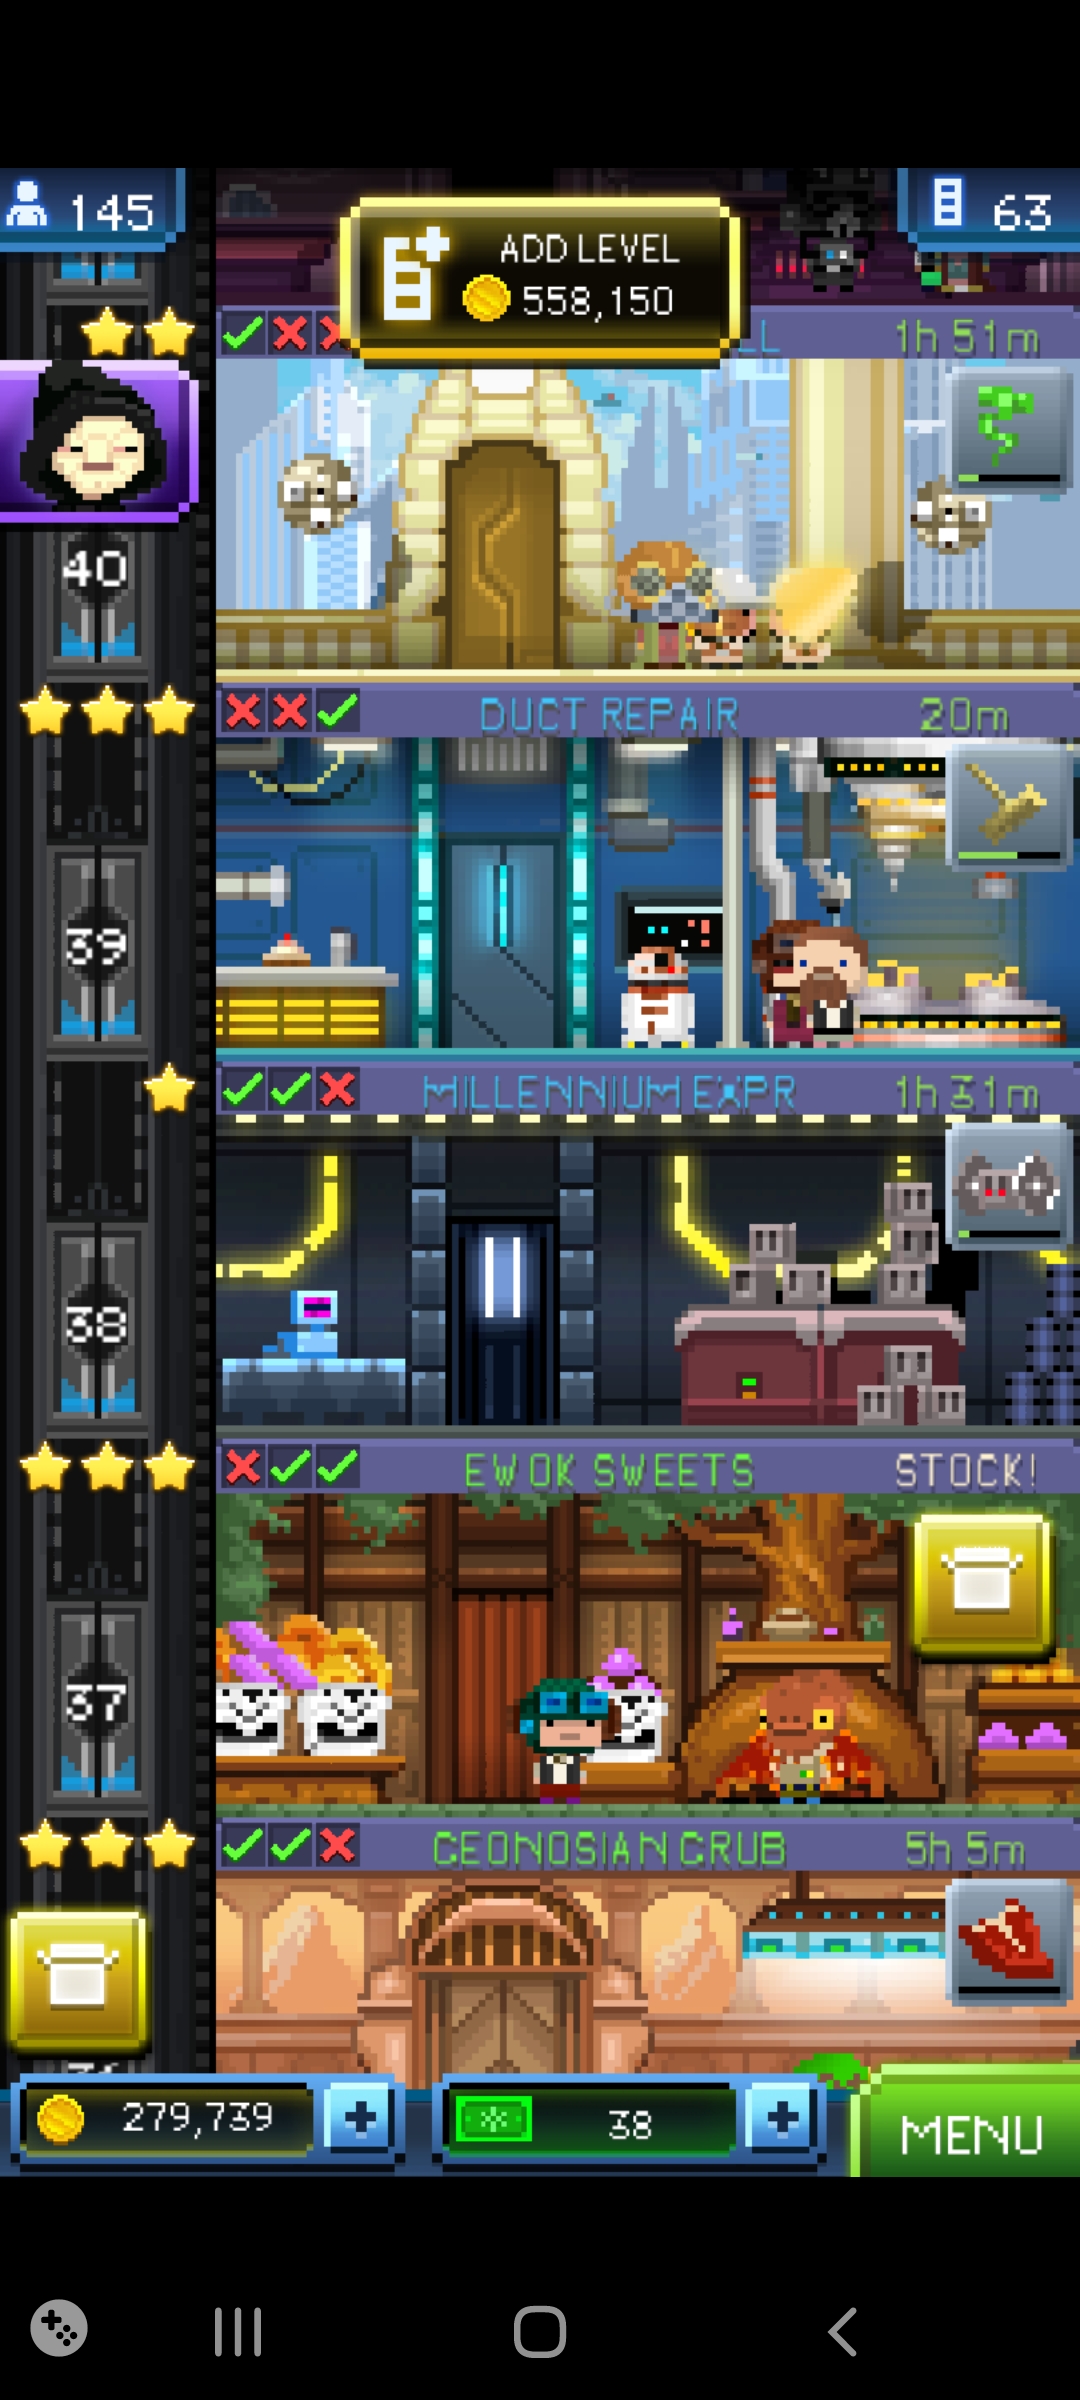 145
63
ADD LEVEL
558,150
LL 1h 51m
40
DUCT REPAIR 20m
39
MILLENNIUM EXPR 1h 31m
38
EWOK SWEETS STOCK!
37
GEONOSIAN GRUB 5h 5m
279,739
38
MENU